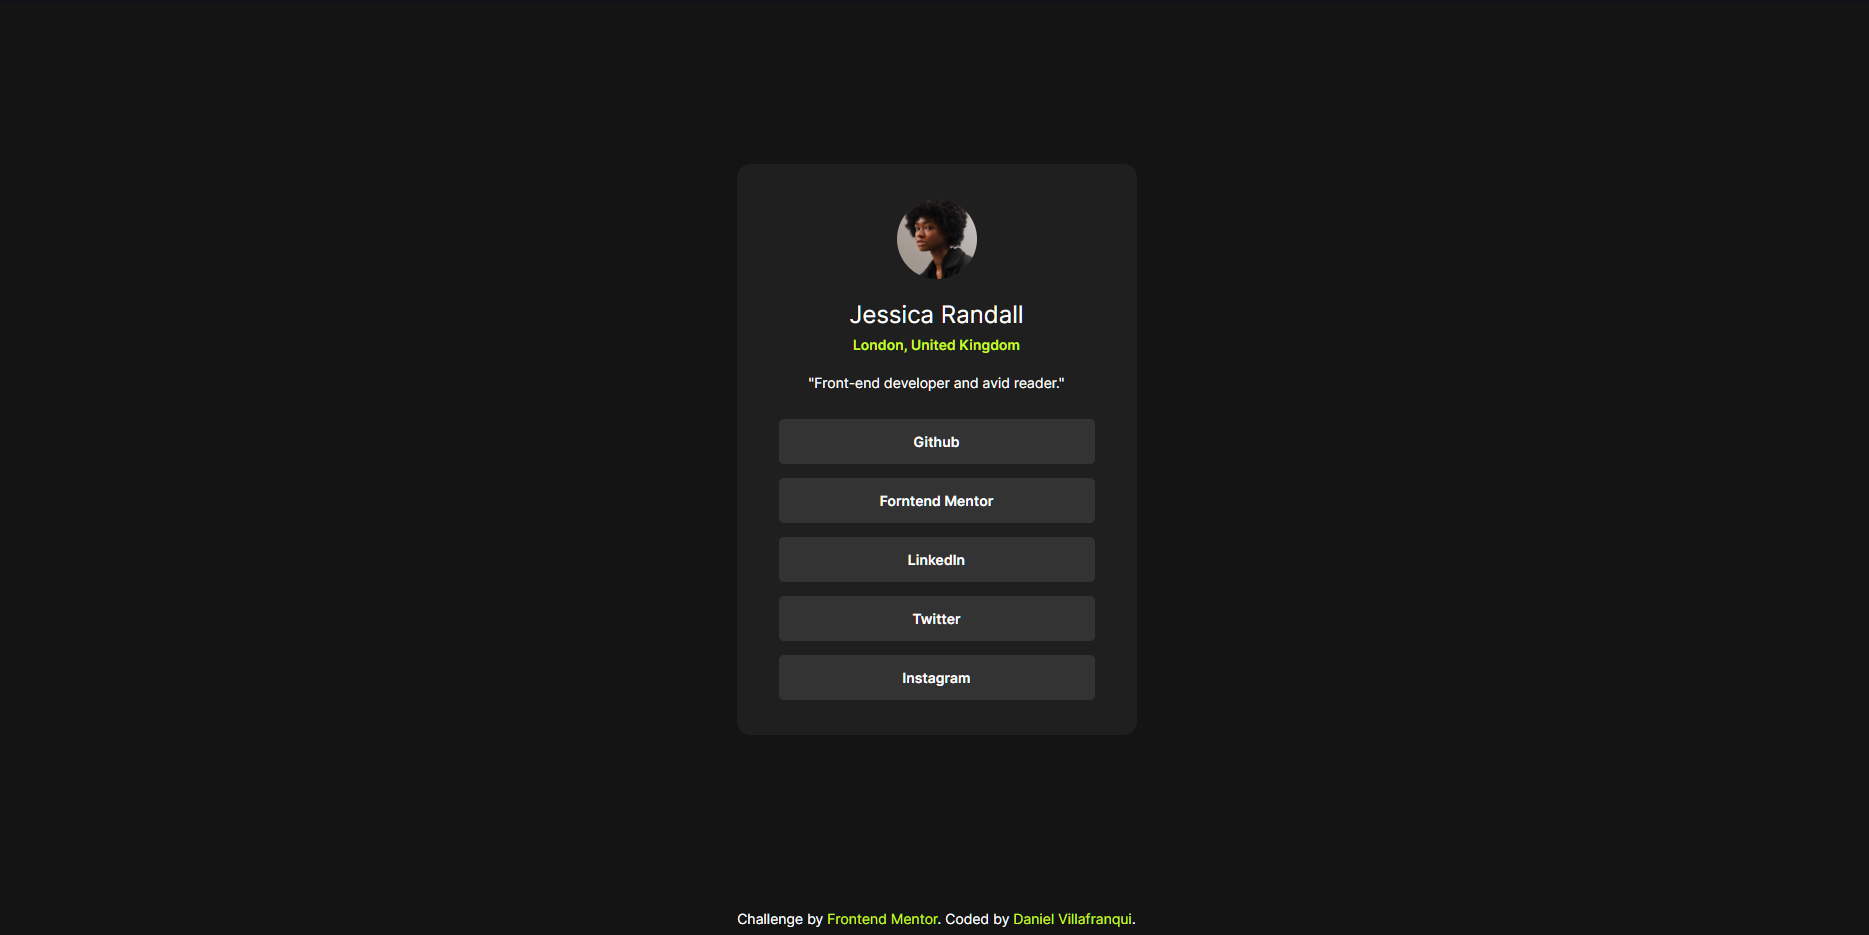 Jessica Randall
London, United Kingdom
"Front-end developer and avid reader."
Github
Forntend Mentor
LinkedIn
Twitter
Instagram
Challenge by Frontend Mentor. Coded by Daniel Villafranqui.